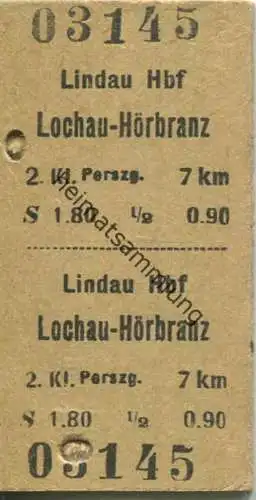 03145
Lindau Hbf
Lochau-Hörbranz
2. Kl. Perszg. 7 km
S 1.80 1/2 0.90
Lindau Hbf
Lochau-Hörbranz
2. Kl. Perszg. 7 km
S 1.80 1/2 0.90
03145
heimatsammlung.de